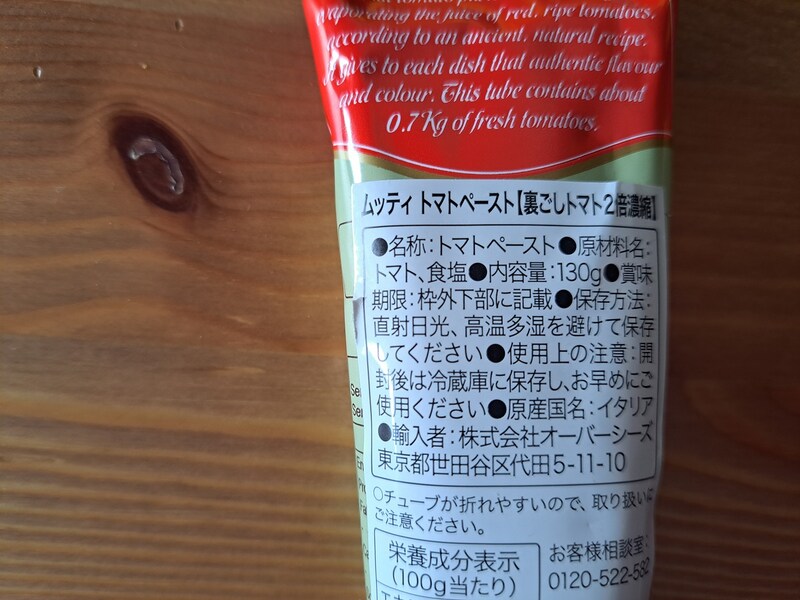 evaporating the juice of red, ripe tomatoes,
according to an ancient, natural recipe.
It gives to each dish that authentic flavour
and colour. This tube contains about
0.7Kg of fresh tomatoes.
ムッティ トマトペースト【裏ごしトマト2倍濃縮】
●名称:トマトペースト●原材料名:
トマト、食塩●内容量:130g●賞味
期限:枠外下部に記載●保存方法:
直射日光、高温多湿を避けて保存
してください●使用上の注意:開
封後は冷蔵庫に保存し、お早めにご
使用ください●原産国名:イタリア
●輸入者:株式会社オーバーシーズ
東京都世田谷区代田5-11-10
○チューブが折れやすいので、取り扱いに
ご注意ください。
栄養成分表示
(100g当たり)
お客様相談室:
0120-522-582